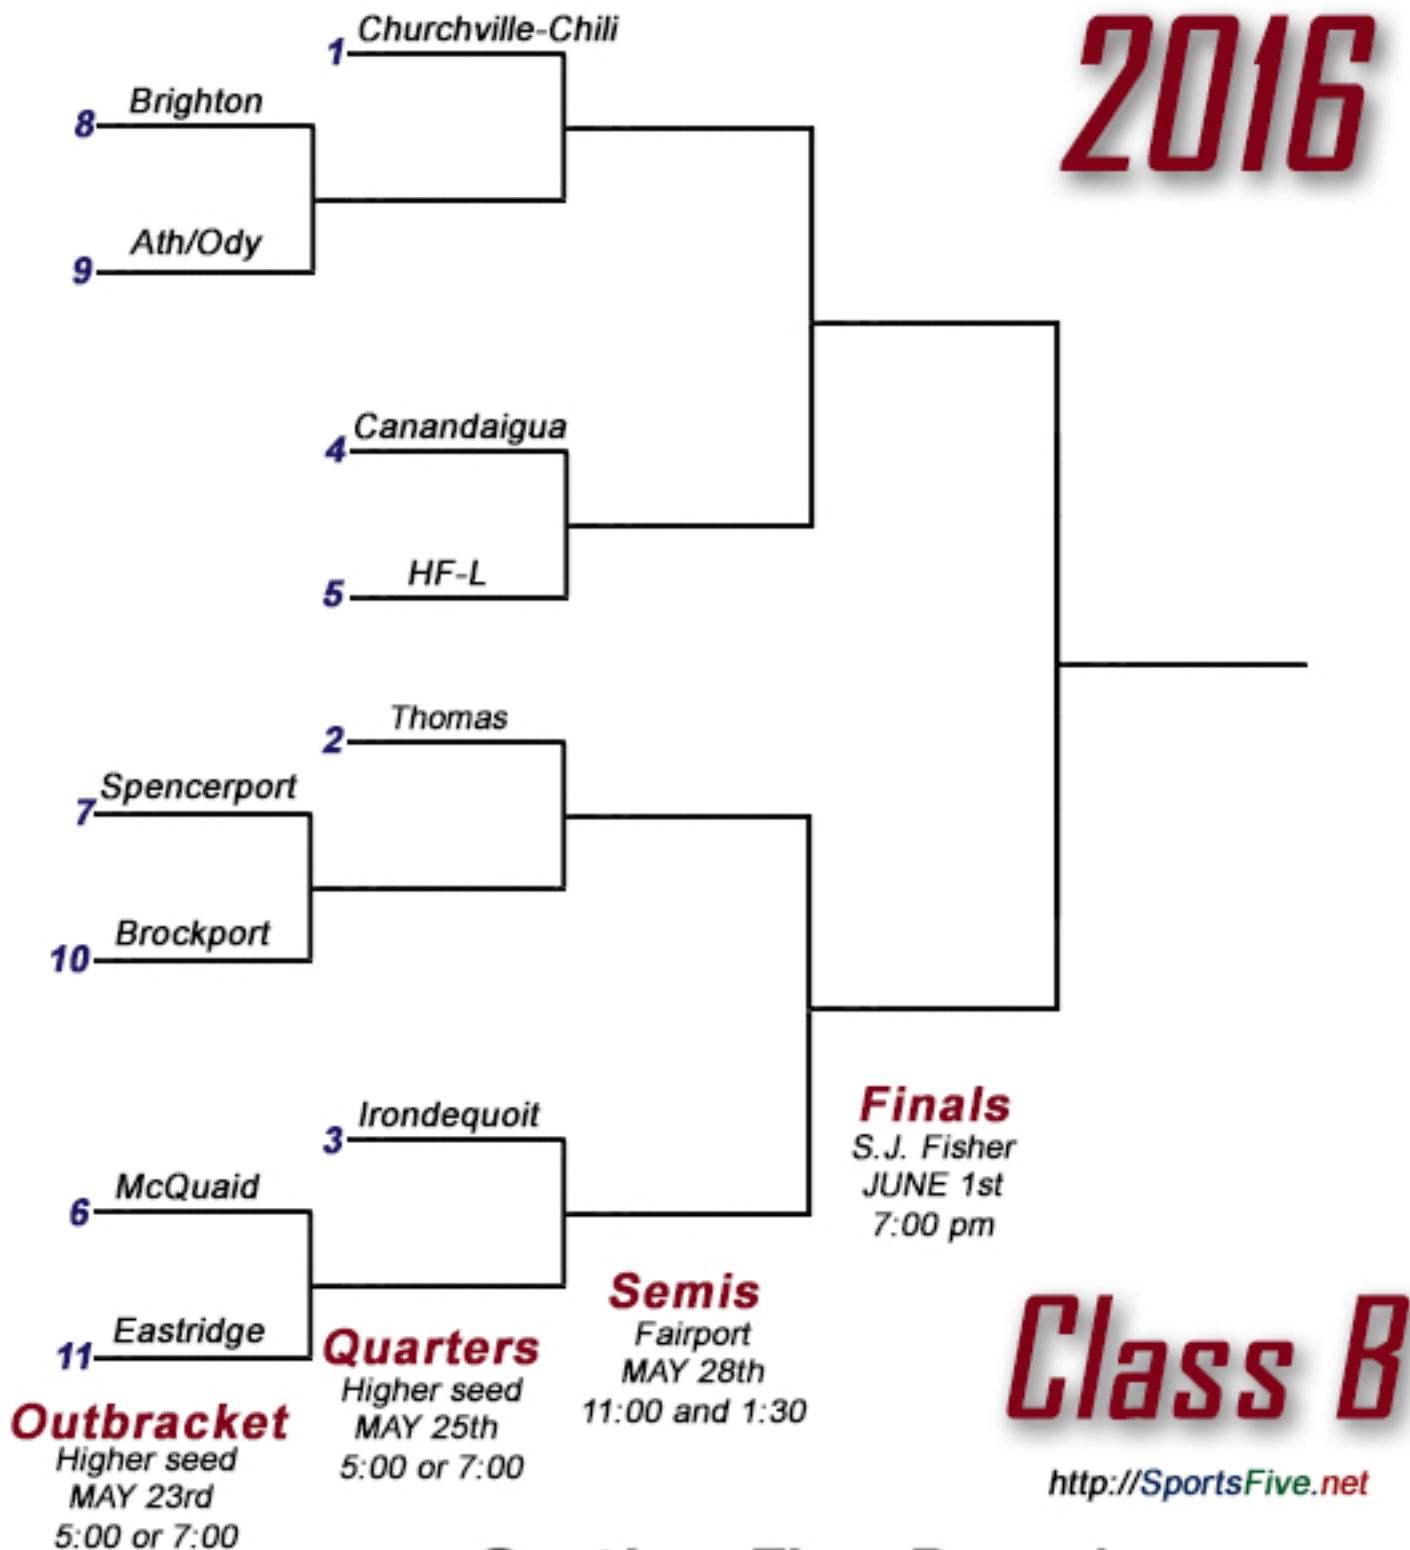 2016
1 Churchville-Chili
8 Brighton
9 Ath/Ody
4 Canandaigua
5 HF-L
2 Thomas
7 Spencerport
10 Brockport
3 Irondequoit
6 McQuaid
11 Eastridge
Outbracket
Higher seed
MAY 23rd
5:00 or 7:00
Quarters
Higher seed
MAY 25th
5:00 or 7:00
Semis
Fairport
MAY 28th
11:00 and 1:30
Finals
S.J. Fisher
JUNE 1st
7:00 pm
Class B
http://SportsFive.net